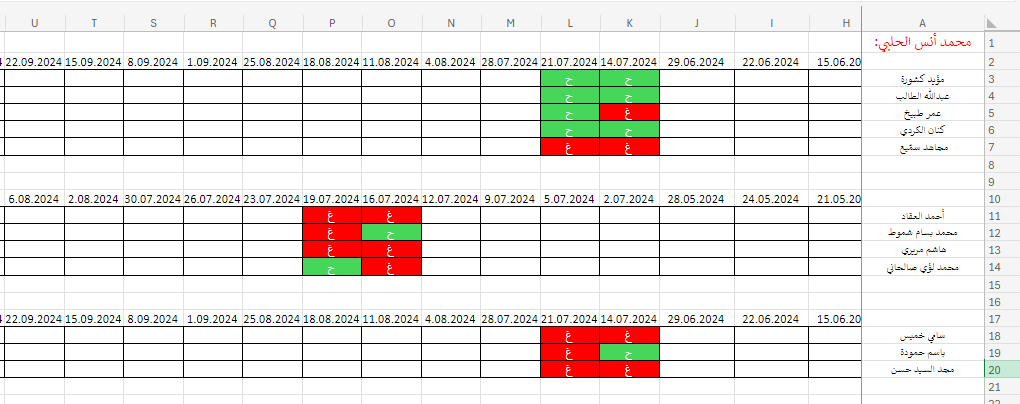 A H I J K L M N O P Q R S T U
1 محمد أنس الحلبي:
2 15.06.20 22.06.2024 29.06.2024 14.07.2024 21.07.2024 28.07.2024 4.08.2024 11.08.2024 18.08.2024 25.08.2024 1.09.2024 8.09.2024 15.09.2024 22.09.2024
3 مؤيد كشورة ح ح
4 عبدالله الطالب ح ح
5 عمر طبيخ غ ح
6 كنان الكردي ح ح
7 مجاهد سمّيع غ غ
8
9
10 21.05.20 24.05.2024 28.05.2024 2.07.2024 5.07.2024 9.07.2024 12.07.2024 16.07.2024 19.07.2024 23.07.2024 26.07.2024 30.07.2024 2.08.2024 6.08.2024
11 أحمد العقاد غ غ
12 محمد بسام شموط ح غ
13 هاشم مريري غ غ
14 محمد لؤي صالحاني غ ح
15
16
17 15.06.20 22.06.2024 29.06.2024 14.07.2024 21.07.2024 28.07.2024 4.08.2024 11.08.2024 18.08.2024 25.08.2024 1.09.2024 8.09.2024 15.09.2024 22.09.2024
18 سامي خميس غ غ
19 باسم حمودة ح غ
20 مجد السيد حسن غ غ
21